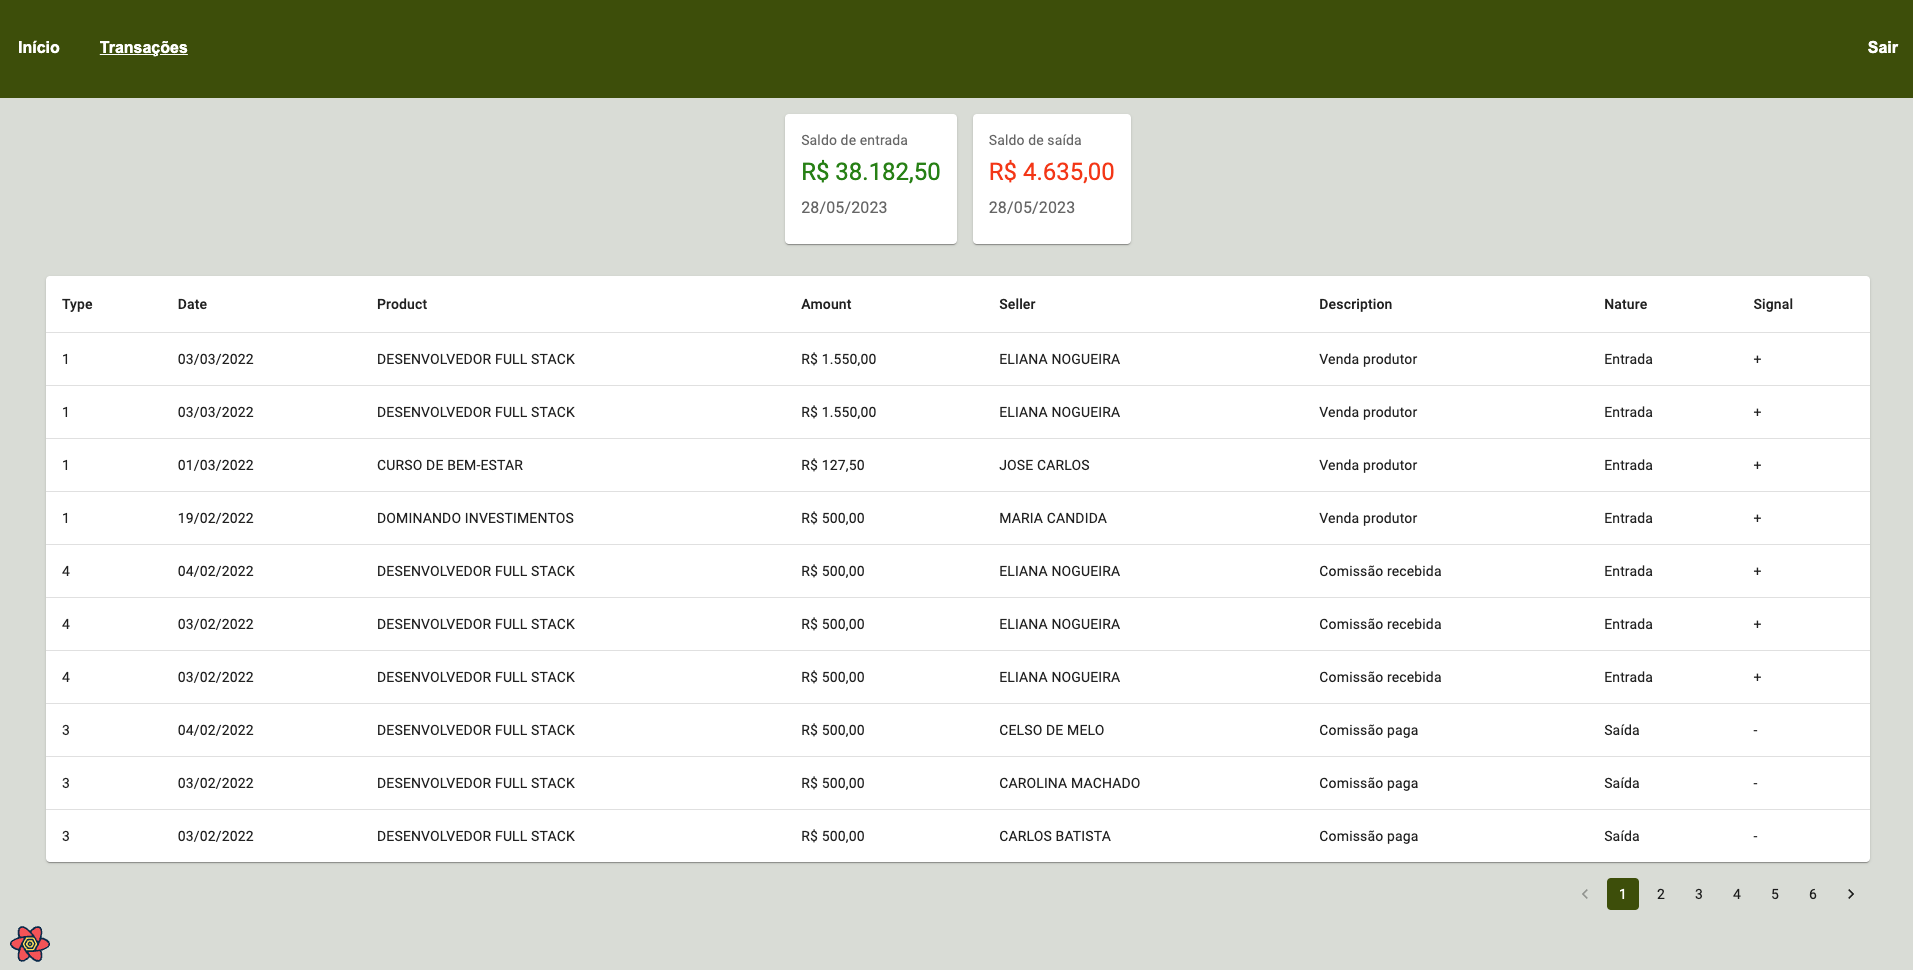 Início Transações Sair
Saldo de entrada
R$ 38.182,50
28/05/2023
Saldo de saída
R$ 4.635,00
28/05/2023
Type Date Product Amount Seller Description Nature Signal
1 03/03/2022 DESENVOLVEDOR FULL STACK R$ 1.550,00 ELIANA NOGUEIRA Venda produtor Entrada +
1 03/03/2022 DESENVOLVEDOR FULL STACK R$ 1.550,00 ELIANA NOGUEIRA Venda produtor Entrada +
1 01/03/2022 CURSO DE BEM-ESTAR R$ 127,50 JOSE CARLOS Venda produtor Entrada +
1 19/02/2022 DOMINANDO INVESTIMENTOS R$ 500,00 MARIA CANDIDA Venda produtor Entrada +
4 04/02/2022 DESENVOLVEDOR FULL STACK R$ 500,00 ELIANA NOGUEIRA Comissão recebida Entrada +
4 03/02/2022 DESENVOLVEDOR FULL STACK R$ 500,00 ELIANA NOGUEIRA Comissão recebida Entrada +
4 03/02/2022 DESENVOLVEDOR FULL STACK R$ 500,00 ELIANA NOGUEIRA Comissão recebida Entrada +
3 04/02/2022 DESENVOLVEDOR FULL STACK R$ 500,00 CELSO DE MELO Comissão paga Saída -
3 03/02/2022 DESENVOLVEDOR FULL STACK R$ 500,00 CAROLINA MACHADO Comissão paga Saída -
3 03/02/2022 DESENVOLVEDOR FULL STACK R$ 500,00 CARLOS BATISTA Comissão paga Saída -
1 2 3 4 5 6